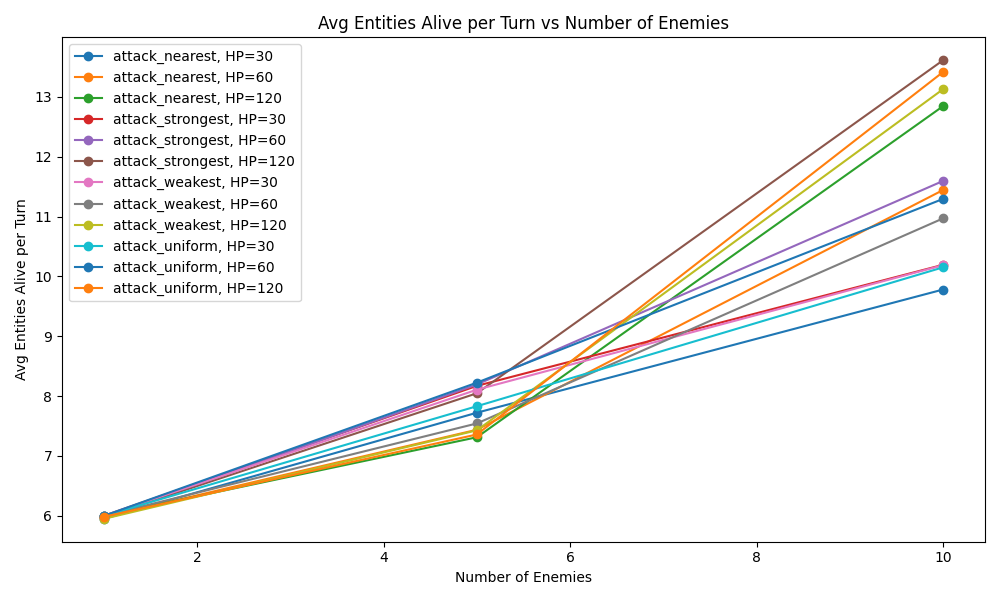 Avg Entities Alive per Turn vs Number of Enemies
attack_nearest, HP=30
attack_nearest, HP=60
attack_nearest, HP=120
attack_strongest, HP=30
attack_strongest, HP=60
attack_strongest, HP=120
attack_weakest, HP=30
attack_weakest, HP=60
attack_weakest, HP=120
attack_uniform, HP=30
attack_uniform, HP=60
attack_uniform, HP=120
Avg Entities Alive per Turn
13
12
11
10
9
8
7
6
2 4 6 8 10
Number of Enemies